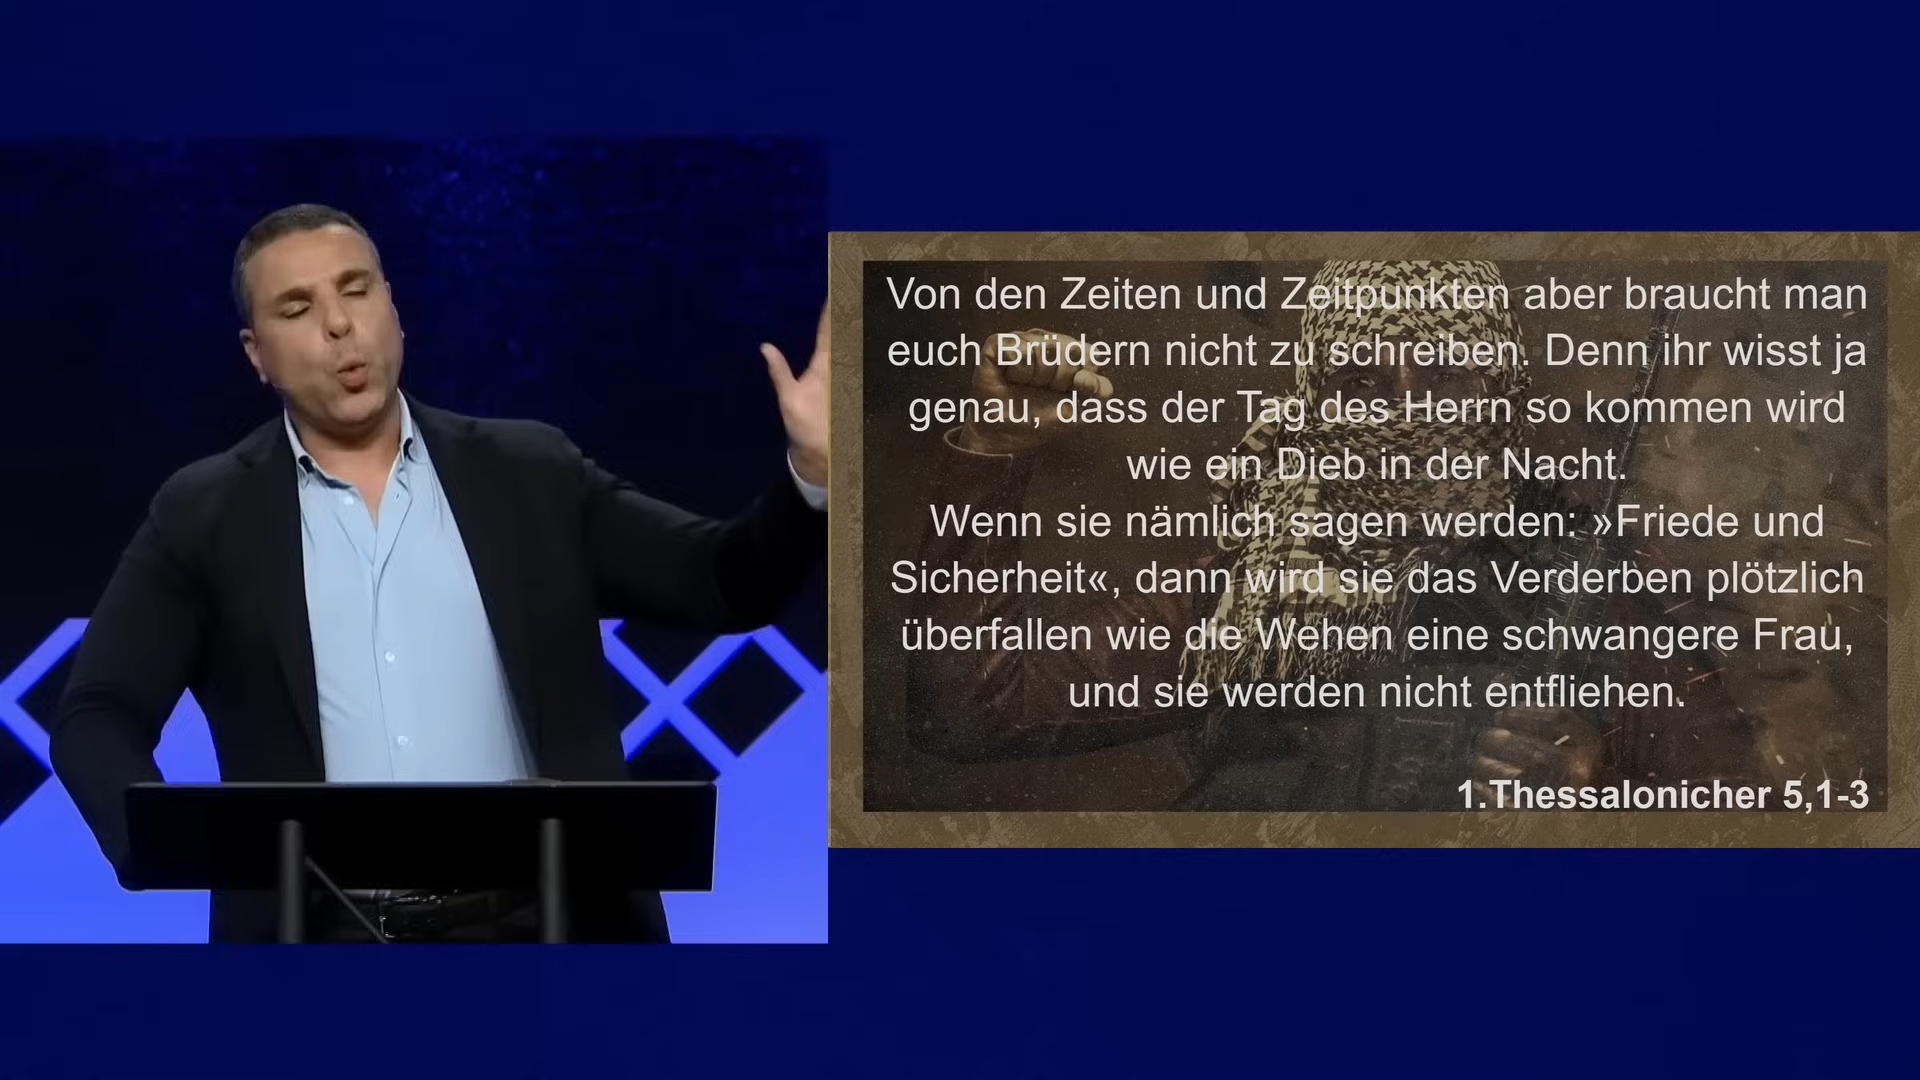 Von den Zeiten und Zeitpunkten aber braucht man
euch Brüdern nicht zu schreiben. Denn ihr wisst ja
genau, dass der Tag des Herrn so kommen wird
wie ein Dieb in der Nacht.
Wenn sie nämlich sagen werden: »Friede und
Sicherheit«, dann wird sie das Verderben plötzlich
überfallen wie die Wehen eine schwangere Frau,
und sie werden nicht entfliehen.
1.Thessalonicher 5,1-3